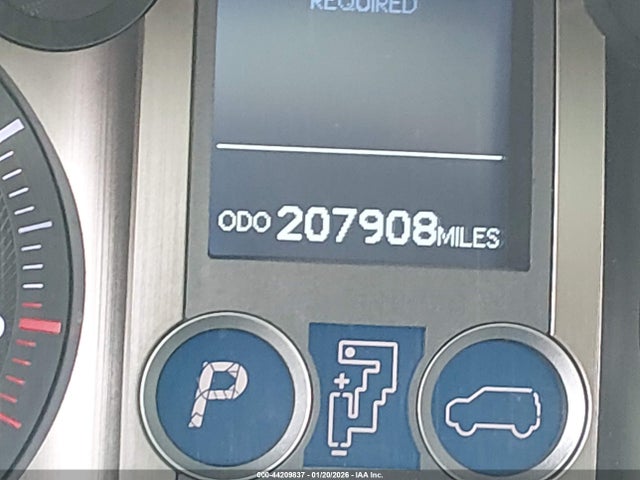 REQUIRED
ODO 207908 MILES
P
+
-
000-44209837 - 01/20/2026 - © IAA Inc.